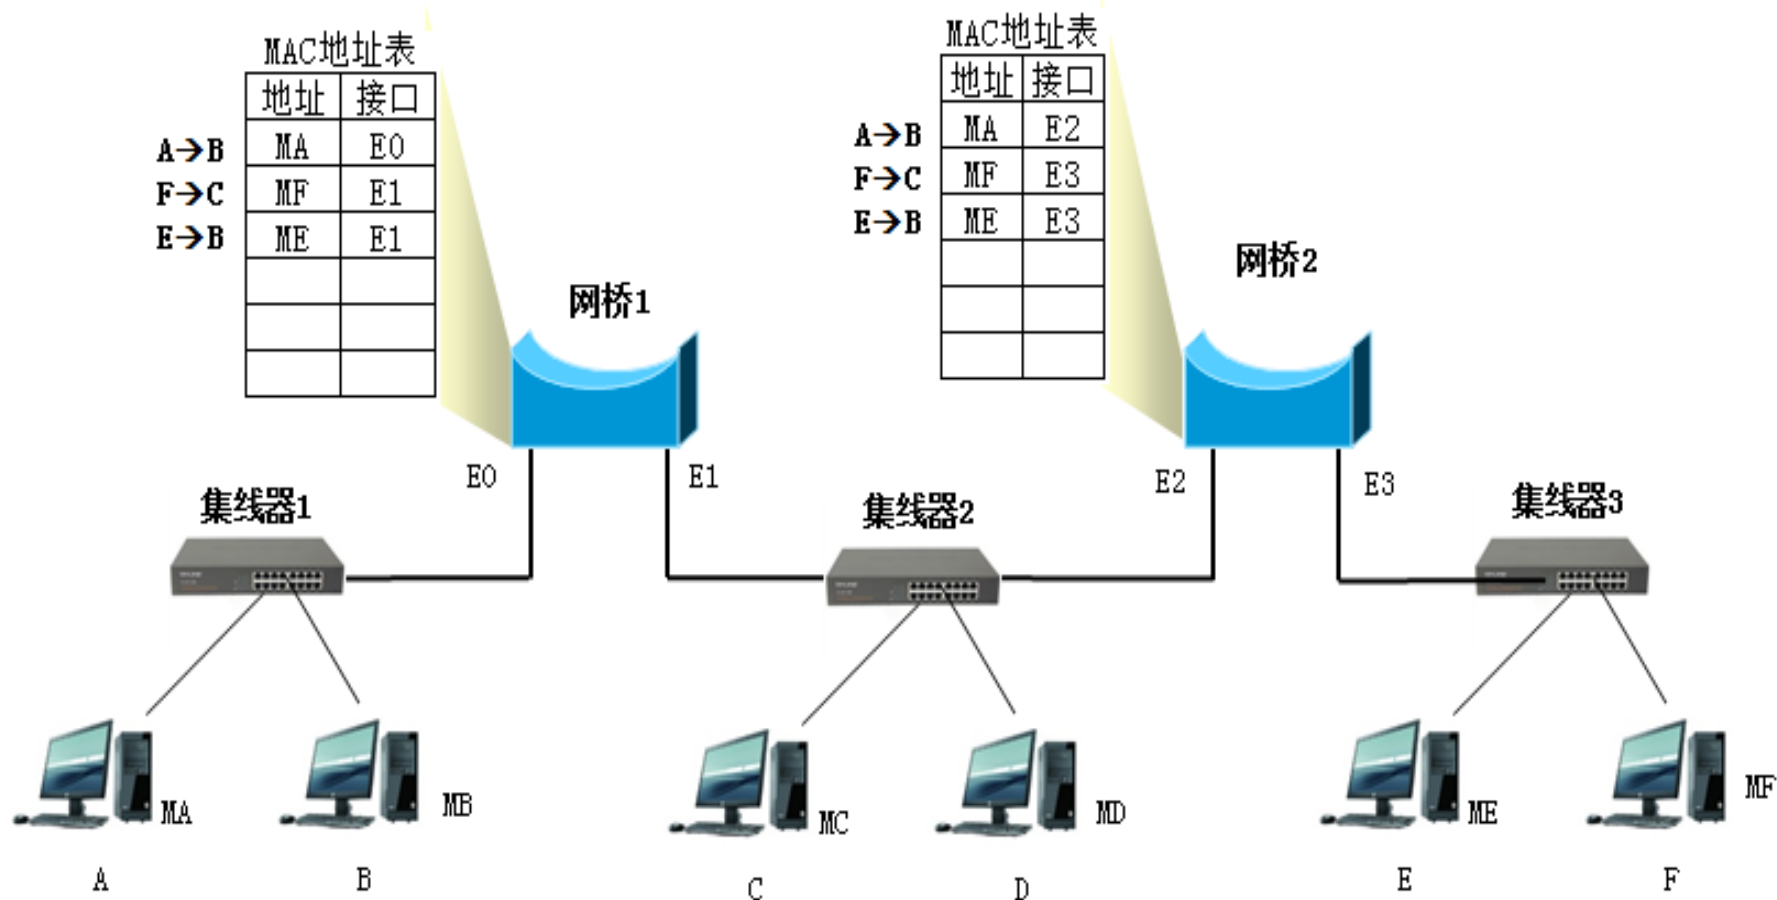 MAC地址表
地址 接口
A→B MA E0
F→C MF E1
E→B ME E1
MAC地址表
地址 接口
A→B MA E2
F→C MF E3
E→B ME E3
网桥1
网桥2
E0
E1
E2
E3
集线器1
集线器2
集线器3
MA
MB
MC
MD
ME
MF
A
B
C
D
E
F